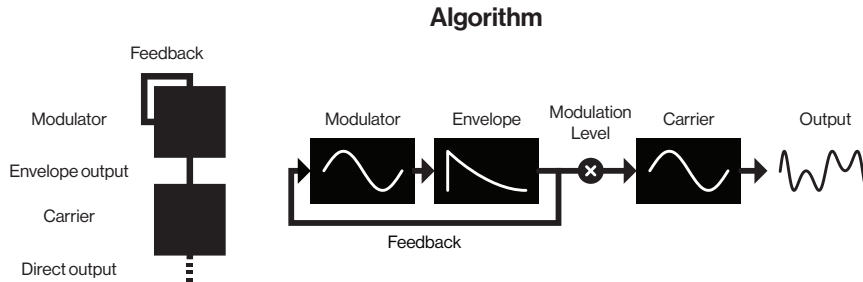 Algorithm
Feedback
Modulator
Envelope output
Carrier
Direct output
Modulator
Envelope
Modulation
Level
Carrier
Output
Feedback